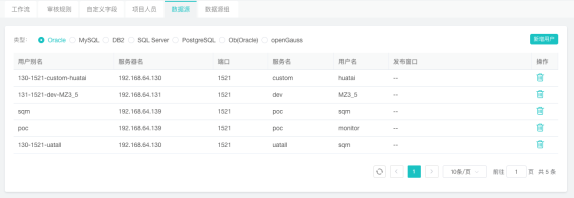 工作流 审核规则 自定义字段 项目人员 数据源 数据源组
类型: Oracle MySQL DB2 SQL Server PostgreSQL Ob(Oracle) openGauss 新增用户
用户别名 服务器名 端口 服务名 用户名 发布窗口 操作
130-1521-custom-huatai 192.168.64.130 1521 custom huatai --
131-1521-dev-MZ3_5 192.168.64.131 1521 dev MZ3_5 --
sqm 192.168.64.139 1521 poc sqm --
poc 192.168.64.139 1521 poc monitor --
130-1521-uatall 192.168.64.130 1521 uatall sqm --
1 10条/页 前往 1 页 共 5 条